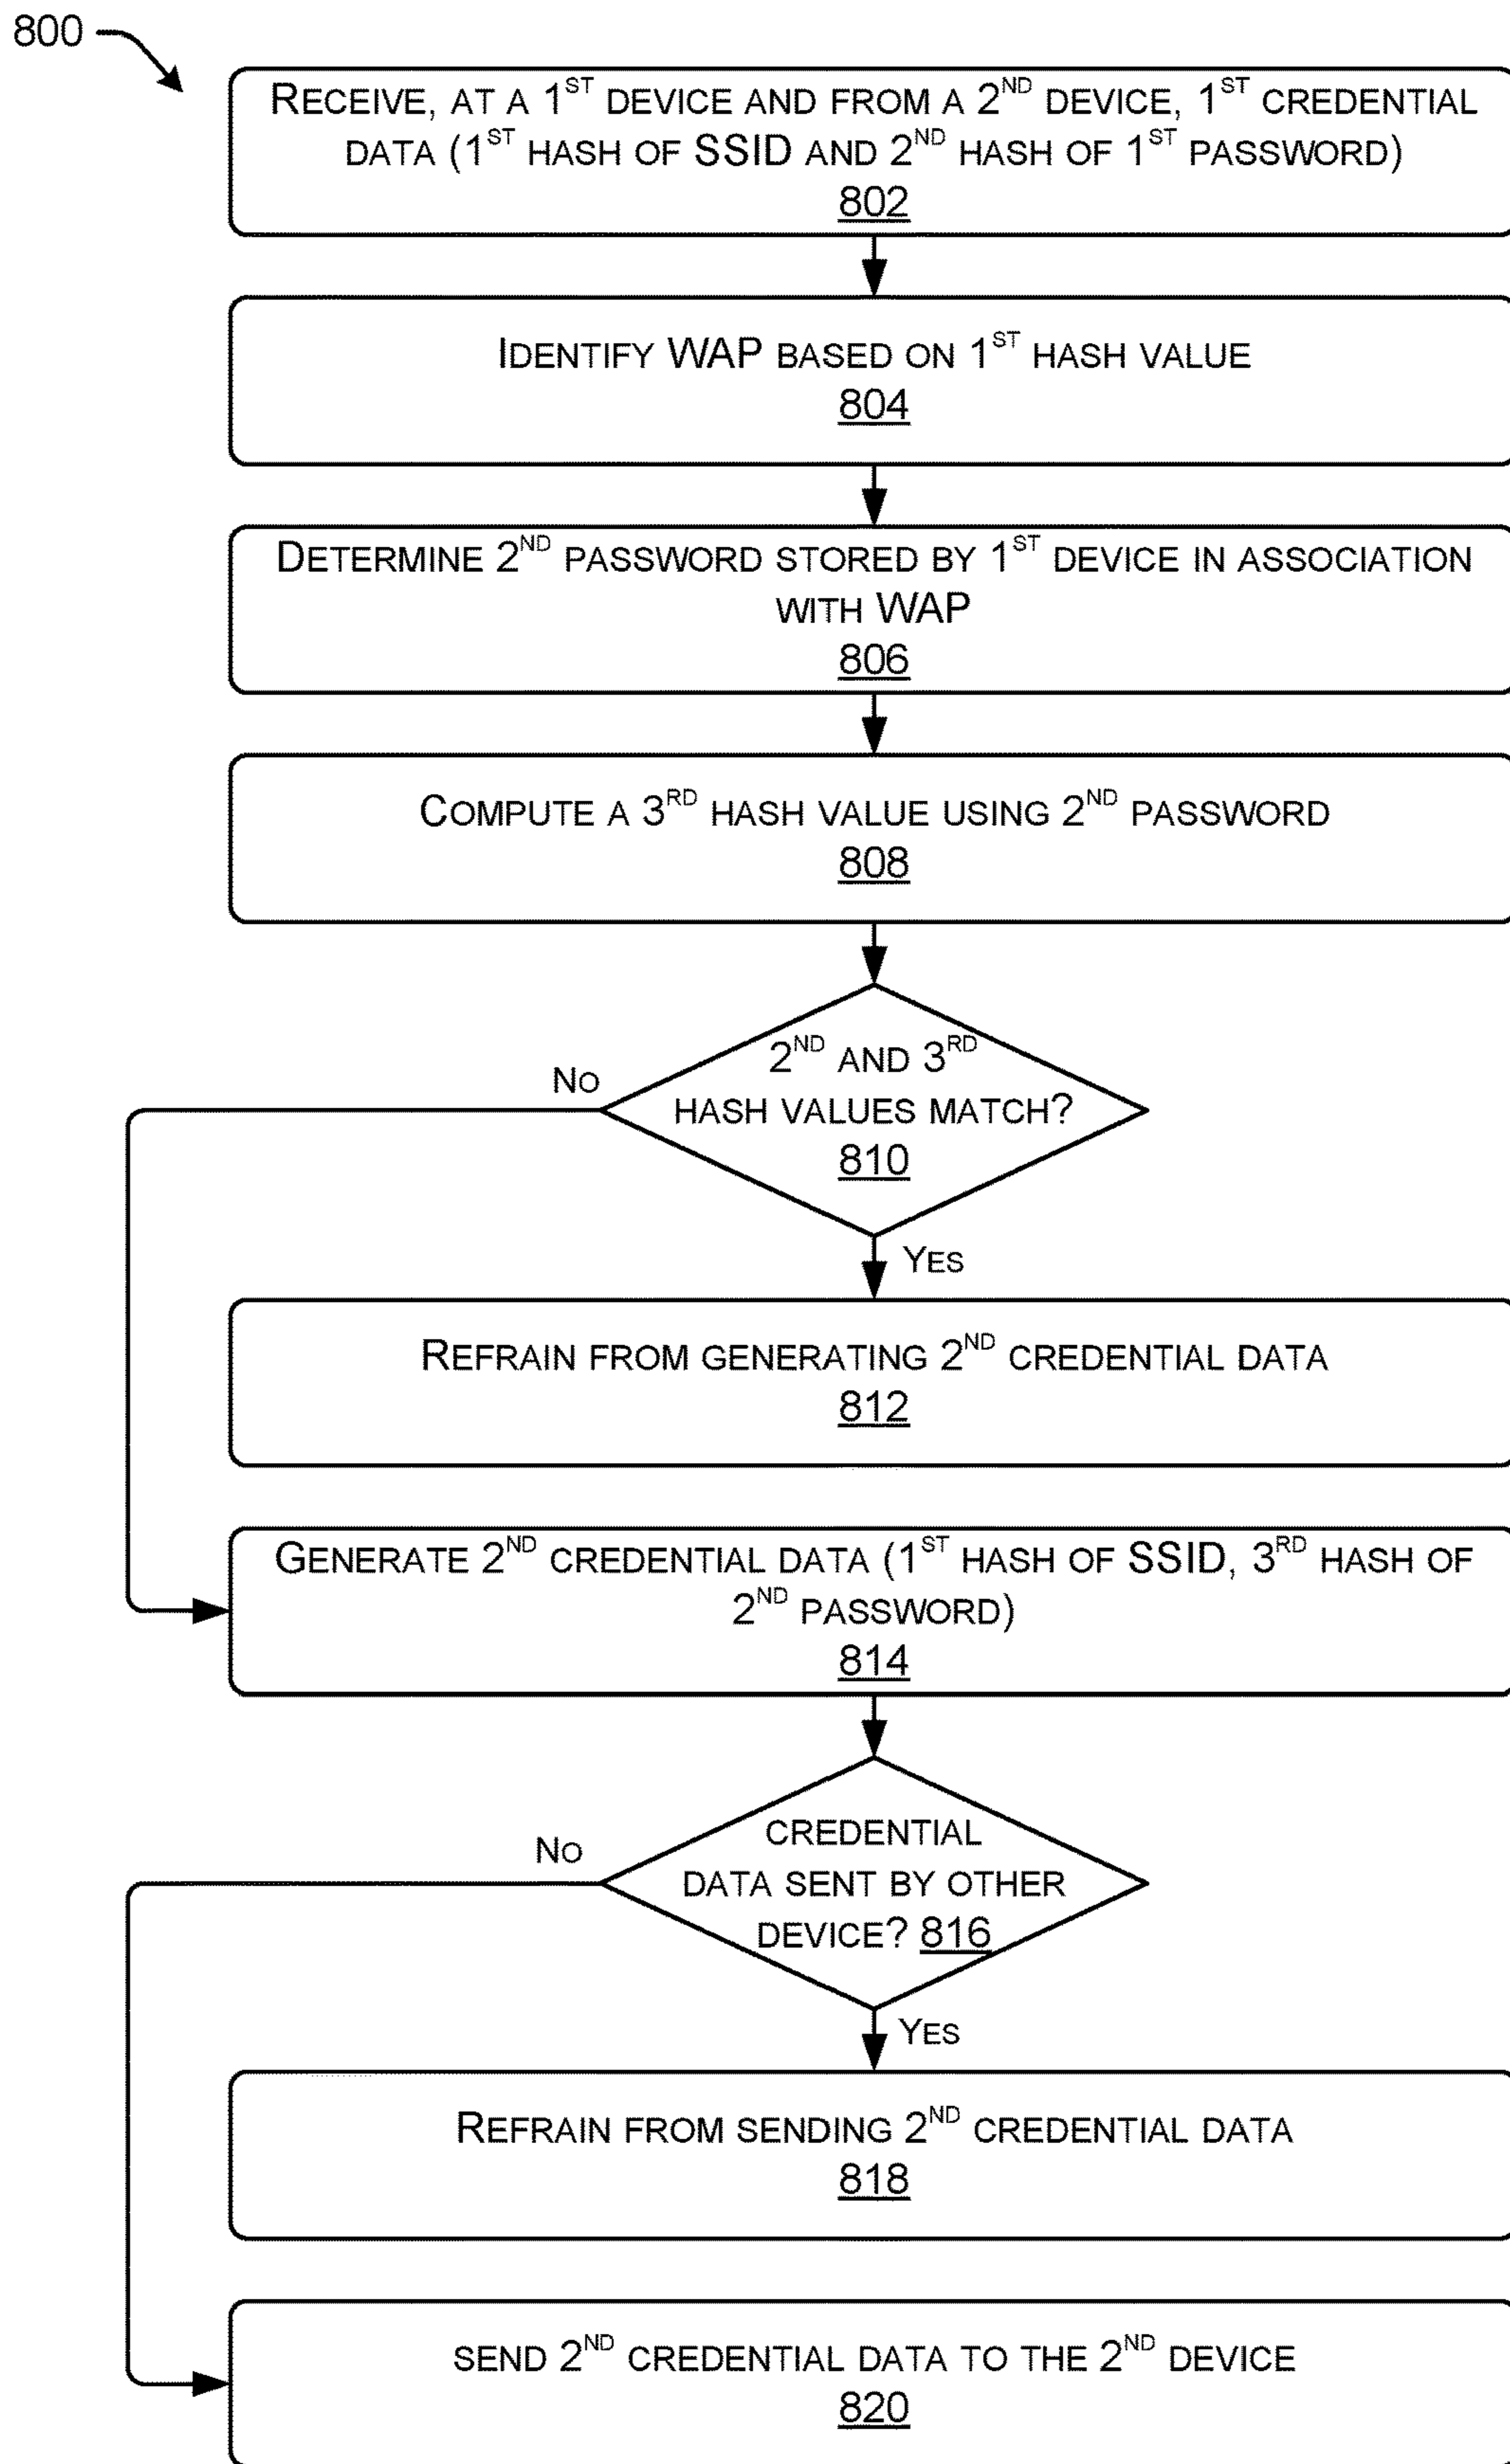 800
RECEIVE, AT A 1ST DEVICE AND FROM A 2ND DEVICE, 1ST CREDENTIAL
DATA (1ST HASH OF SSID AND 2ND HASH OF 1ST PASSWORD)
802
IDENTIFY WAP BASED ON 1ST HASH VALUE
804
DETERMINE 2ND PASSWORD STORED BY 1ST DEVICE IN ASSOCIATION
WITH WAP
806
COMPUTE A 3RD HASH VALUE USING 2ND PASSWORD
808
2ND AND 3RD
HASH VALUES MATCH?
810
NO
YES
REFRAIN FROM GENERATING 2ND CREDENTIAL DATA
812
GENERATE 2ND CREDENTIAL DATA (1ST HASH OF SSID, 3RD HASH OF
2ND PASSWORD)
814
CREDENTIAL
DATA SENT BY OTHER
DEVICE? 816
NO
YES
REFRAIN FROM SENDING 2ND CREDENTIAL DATA
818
SEND 2ND CREDENTIAL DATA TO THE 2ND DEVICE
820